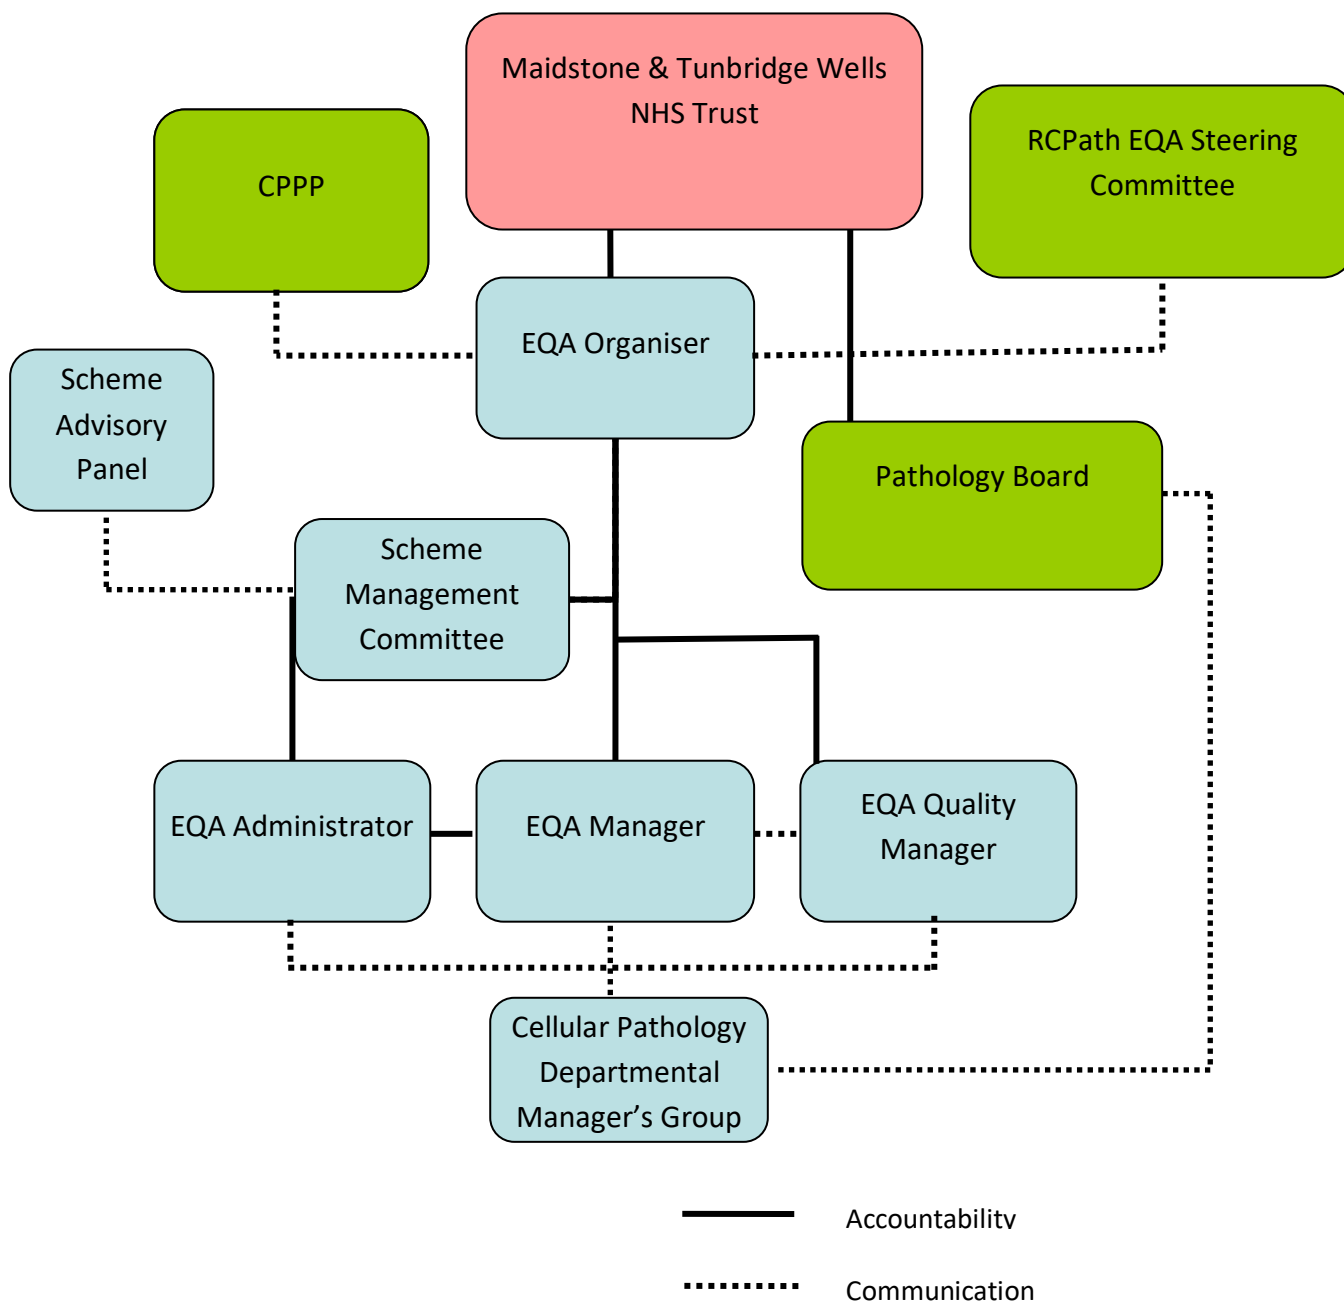 Maidstone & Tunbridge Wells
NHS Trust
CPPP
RCPath EQA Steering
Committee
EQA Organiser
Scheme
Advisory
Panel
Pathology Board
Scheme
Management
Committee
EQA Administrator
EQA Manager
EQA Quality
Manager
Cellular Pathology
Departmental
Manager’s Group
Accountability
Communication